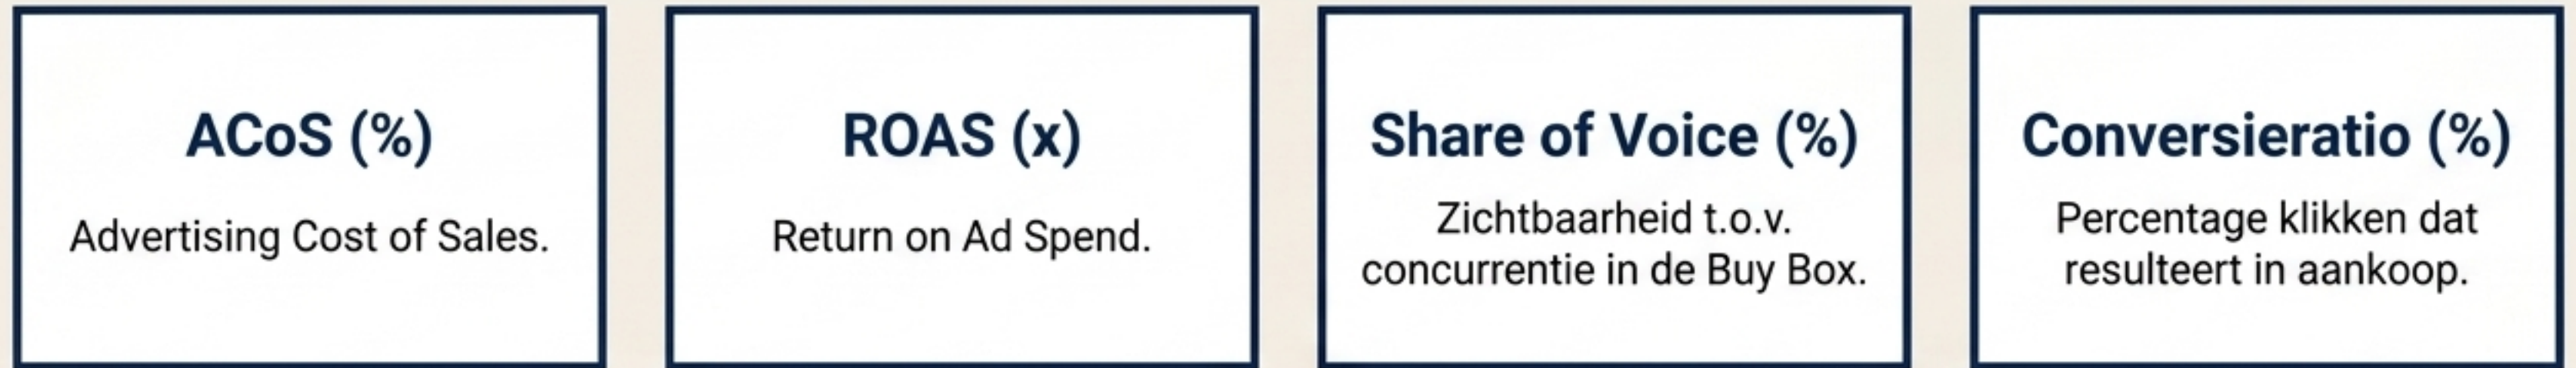 ACoS (%)
Advertising Cost of Sales.
ROAS (x)
Return on Ad Spend.
Share of Voice (%)
Zichtbaarheid t.o.v.
concurrentie in de Buy Box.
Conversieratio (%)
Percentage klikken dat
resulteert in aankoop.